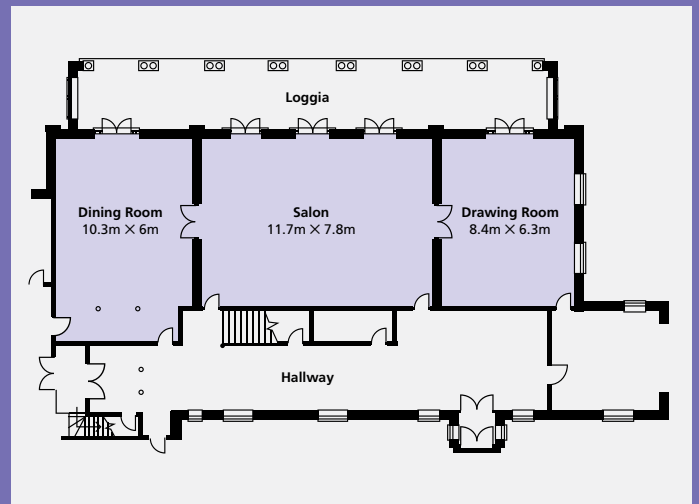 Loggia
Dining Room
10.3m × 6m
Salon
11.7m × 7.8m
Drawing Room
8.4m × 6.3m
Hallway